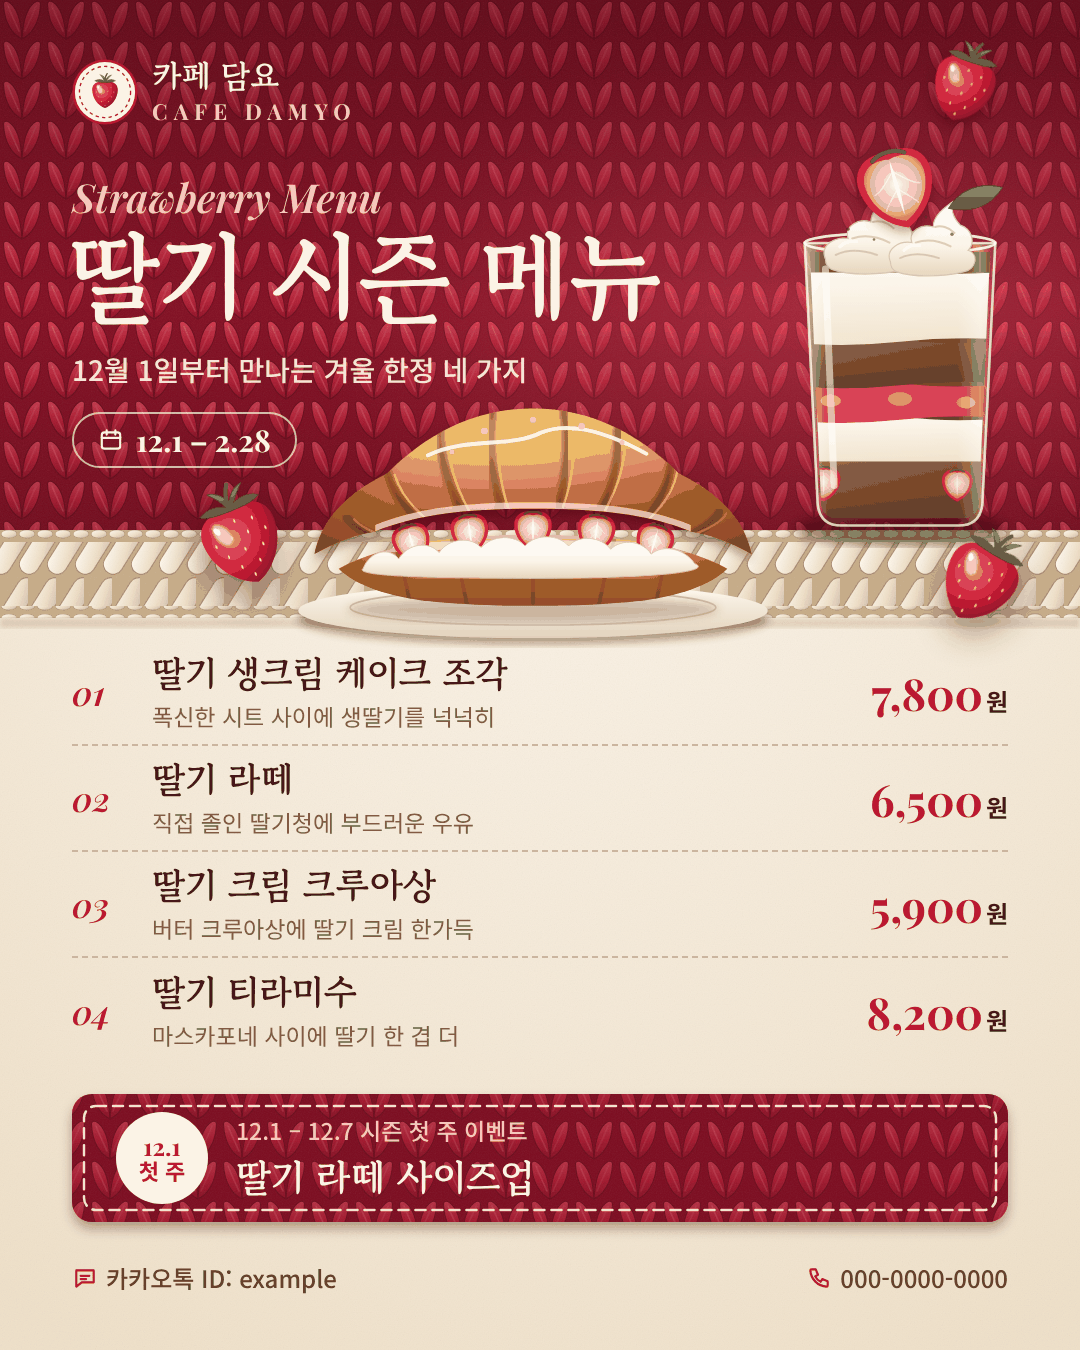 카페 담요
CAFE DAMYO
Strawberry Menu
딸기 시즌 메뉴
12월 1일부터 만나는 겨울 한정 네 가지
12.1 – 2.28
01
딸기 생크림 케이크 조각
폭신한 시트 사이에 생딸기를 넉넉히
7,800원
02
딸기 라떼
직접 졸인 딸기청에 부드러운 우유
6,500원
03
딸기 크림 크루아상
버터 크루아상에 딸기 크림 한가득
5,900원
04
딸기 티라미수
마스카포네 사이에 딸기 한 겹 더
8,200원
12.1
첫 주
12.1 – 12.7 시즌 첫 주 이벤트
딸기 라떼 사이즈업
카카오톡 ID: example
000-0000-0000